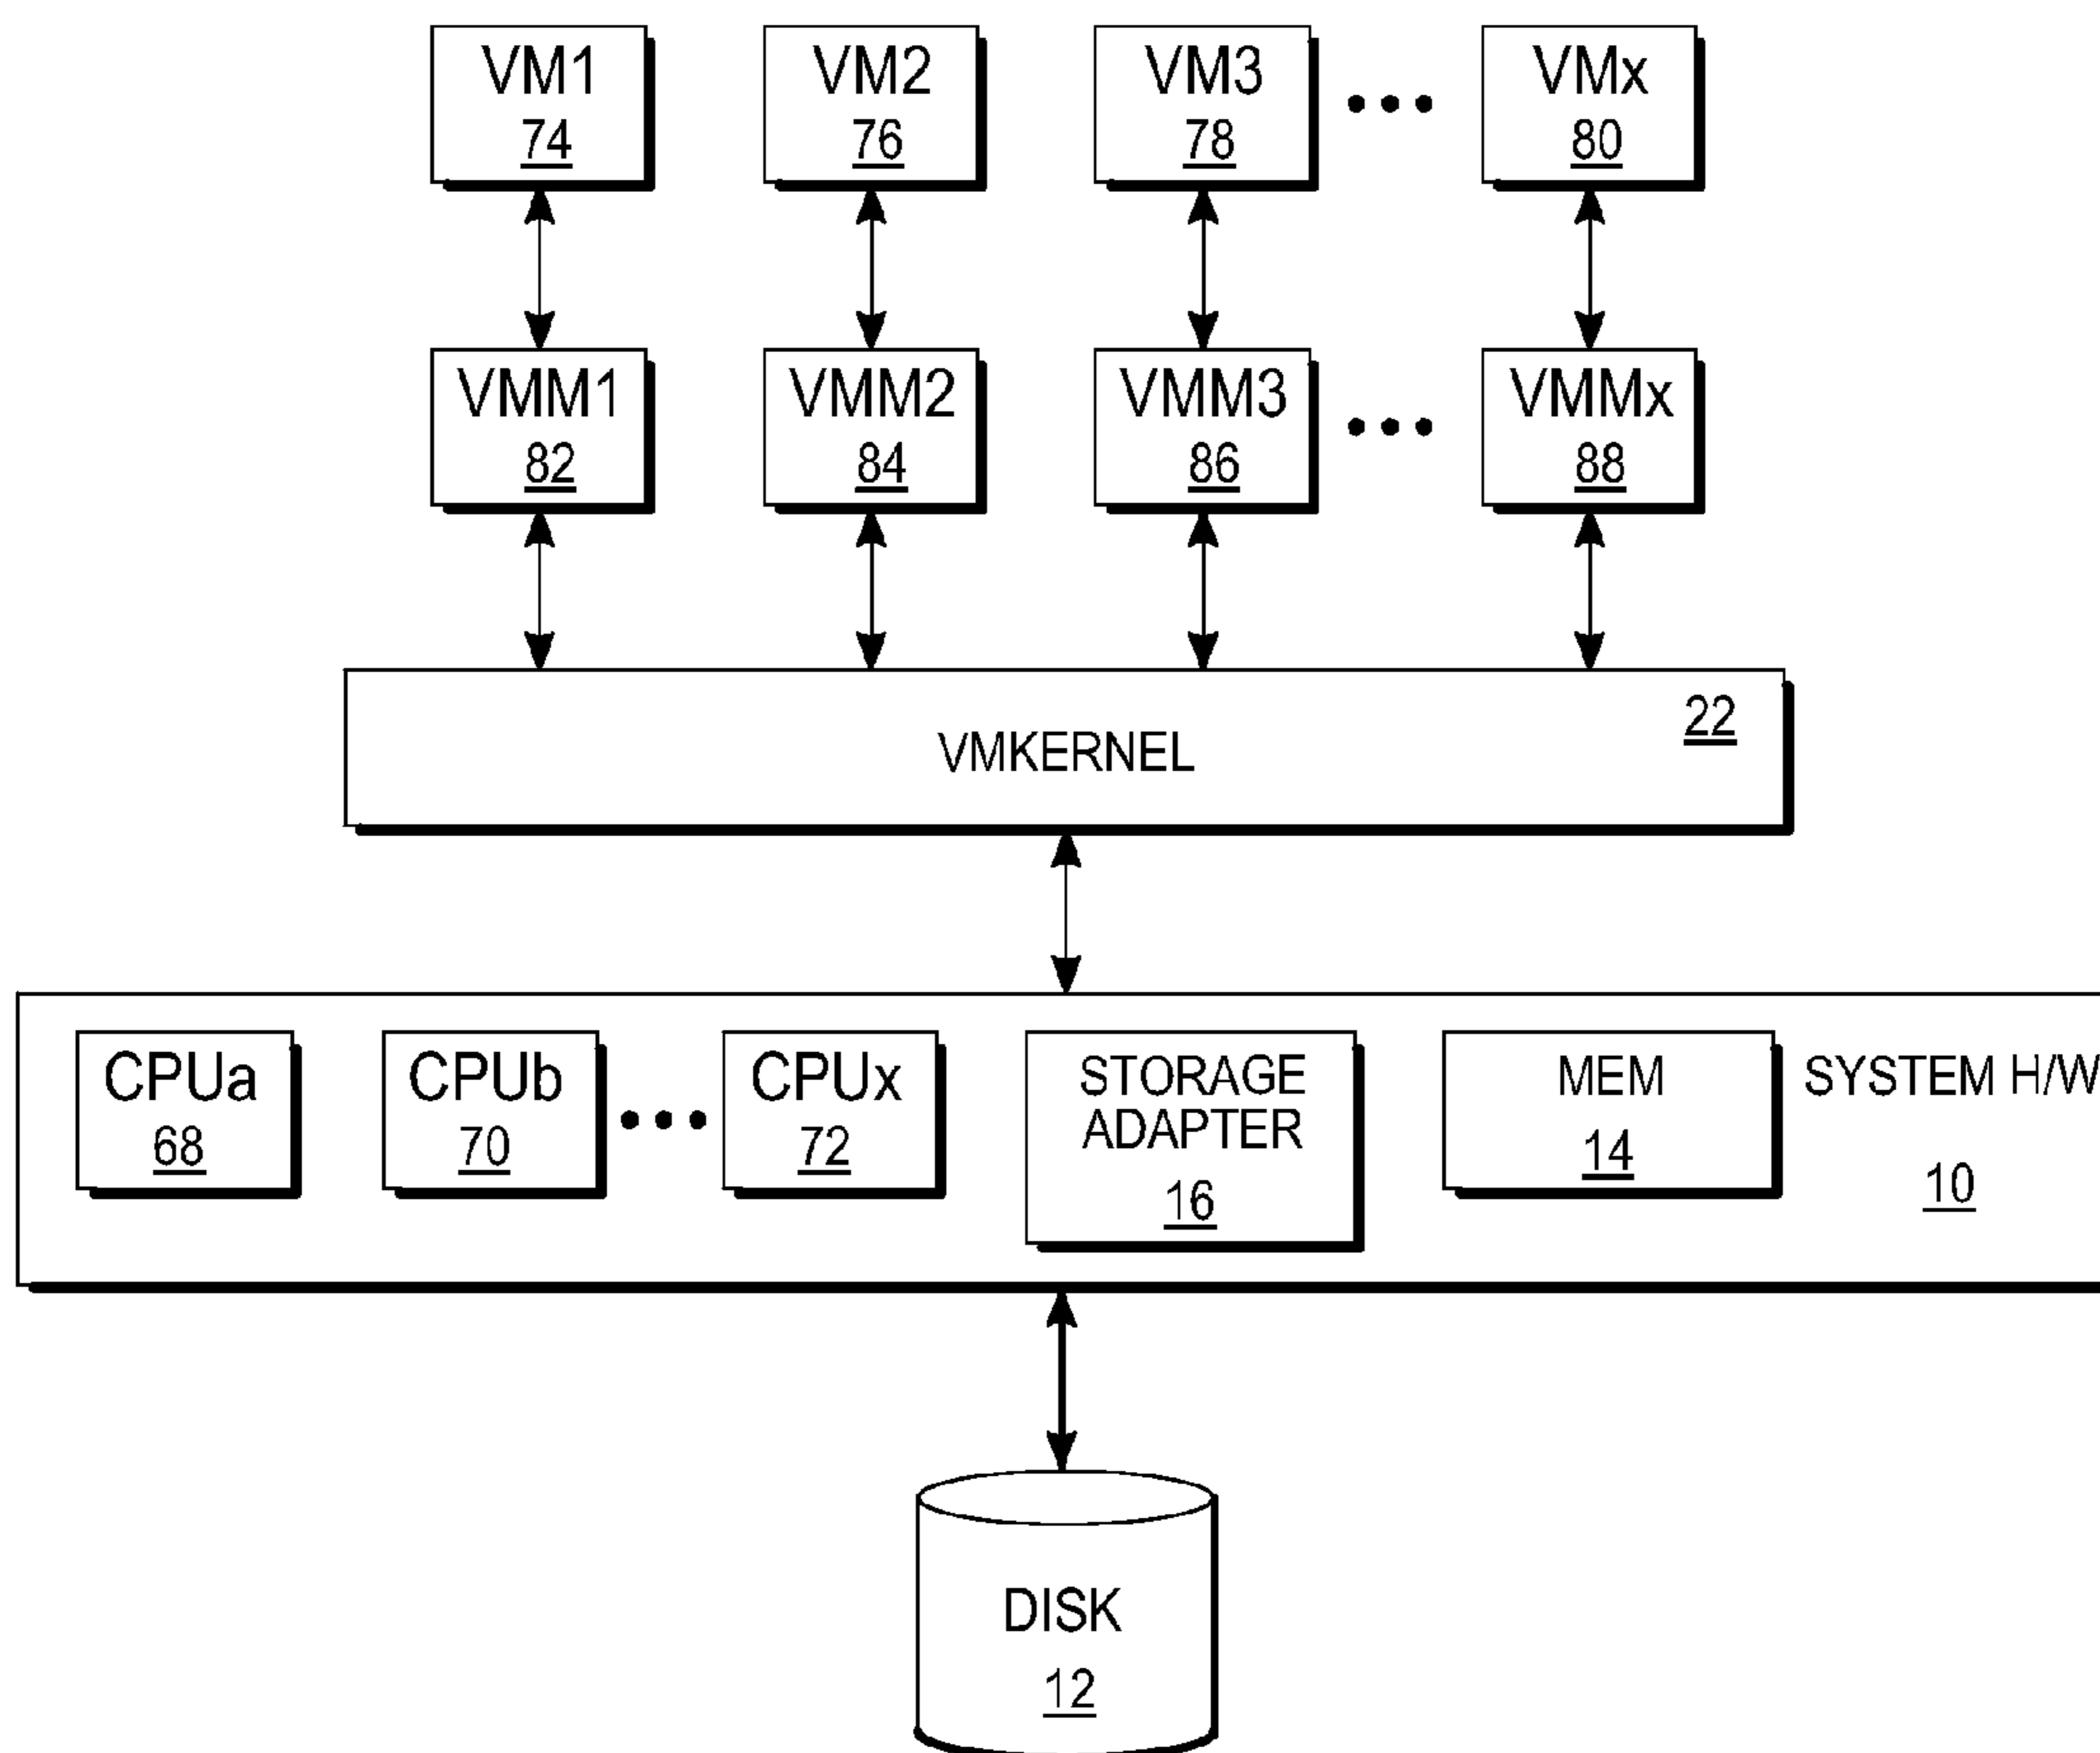 VM1
74
VM2
76
VM3
78
VMx
80
VMM1
82
VMM2
84
VMM3
86
VMMx
88
22
VMKERNEL
CPUa
68
CPUb
70
CPUx
72
STORAGE
ADAPTER
16
MEM
14
SYSTEM H/W
10
DISK
12